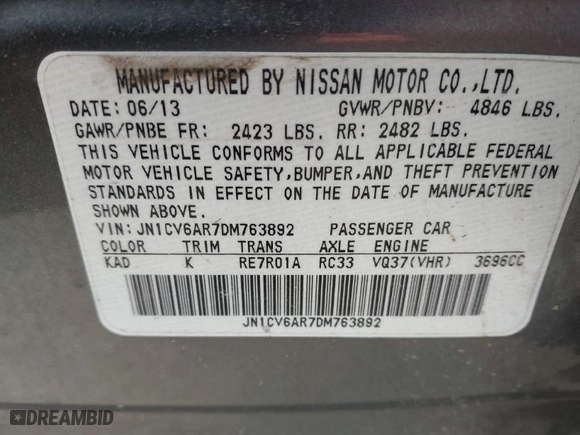 MANUFACTURED BY NISSAN MOTOR CO.,LTD.
DATE: 06/13 GVWR/PNBV: 4846 LBS.
GAWR/PNBE FR: 2423 LBS. RR: 2482 LBS.
THIS VEHICLE CONFORMS TO ALL APPLICABLE FEDERAL
MOTOR VEHICLE SAFETY,BUMPER,AND THEFT PREVENTION
STANDARDS IN EFFECT ON THE DATE OF MANUFACTURE
SHOWN ABOVE.
VIN: JN1CV6AR7DM763892 PASSENGER CAR
COLOR TRIM TRANS AXLE ENGINE
KAD K RE7R01A RC33 VQ37(VHR) 3696CC
JN1CV6AR7DM763892
DREAMBID